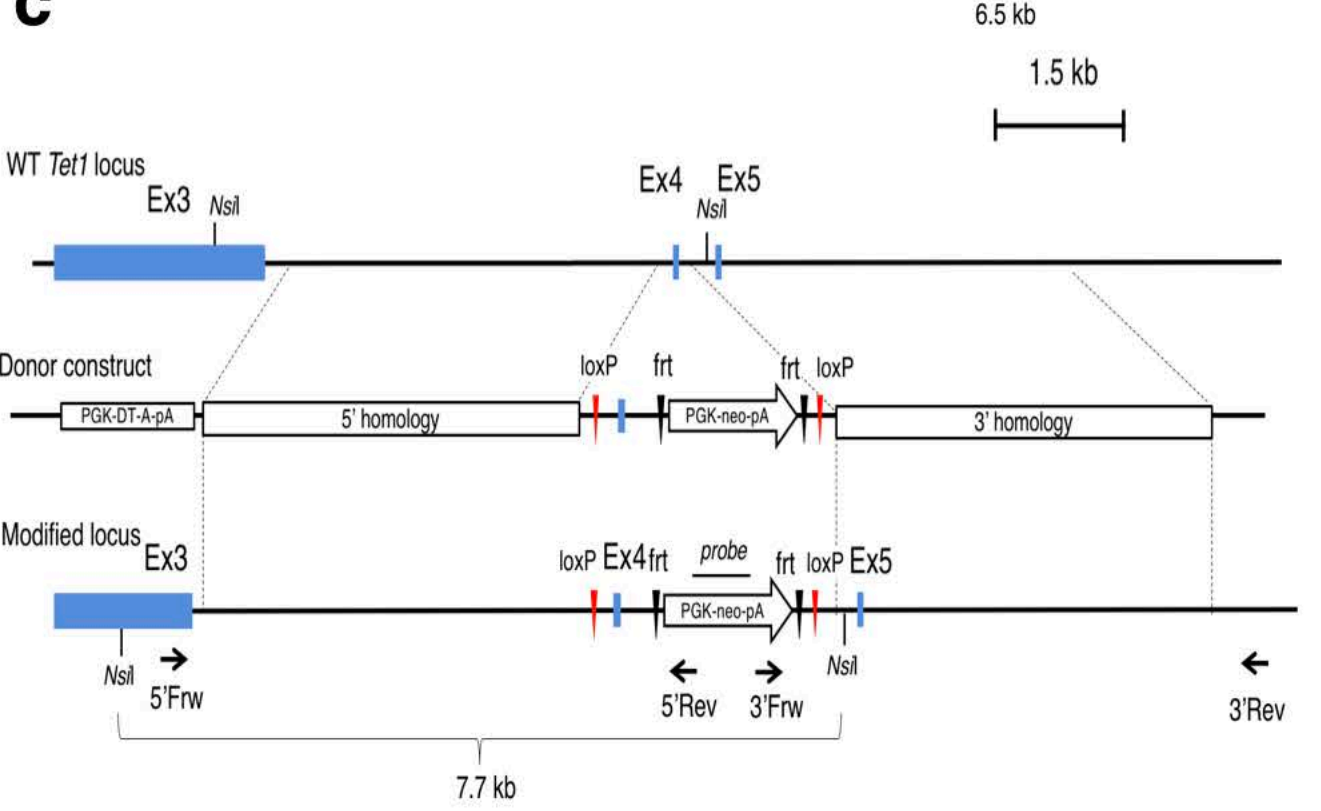 c
6.5 kb
1.5 kb
WT Tet1 locus
Ex3
NsiI
Ex4
Ex5
NsiI
Donor construct
loxP
frt
frt
loxP
PGK-DT-A-pA
5’ homology
PGK-neo-pA
3’ homology
Modified locus
Ex3
loxP
Ex4
frt
probe
frt
loxP
Ex5
PGK-neo-pA
NsiI
5’Frw
5’Rev
3’Frw
NsiI
3’Rev
7.7 kb